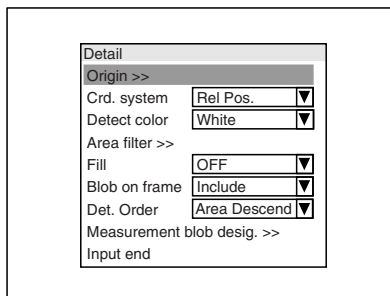 Detail
Origin >>
Crd. system Rel Pos.
Detect color White
Area filter >>
Fill OFF
Blob on frame Include
Det. Order Area Descend
Measurement blob desig. >>
Input end